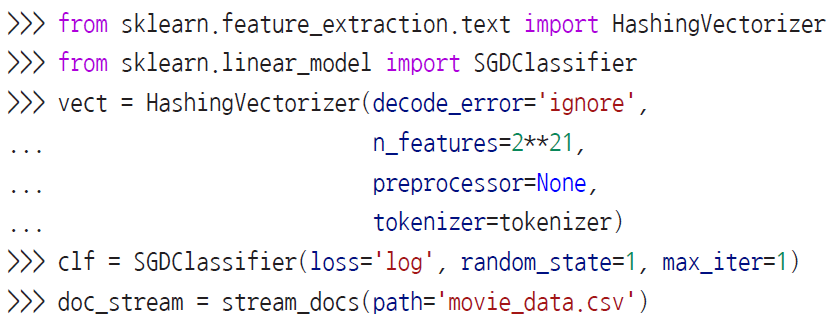 >>> from sklearn.feature_extraction.text import HashingVectorizer
>>> from sklearn.linear_model import SGDClassifier
>>> vect = HashingVectorizer(decode_error='ignore',
...                          n_features=2**21,
...                          preprocessor=None,
...                          tokenizer=tokenizer)
>>> clf = SGDClassifier(loss='log', random_state=1, max_iter=1)
>>> doc_stream = stream_docs(path='movie_data.csv')